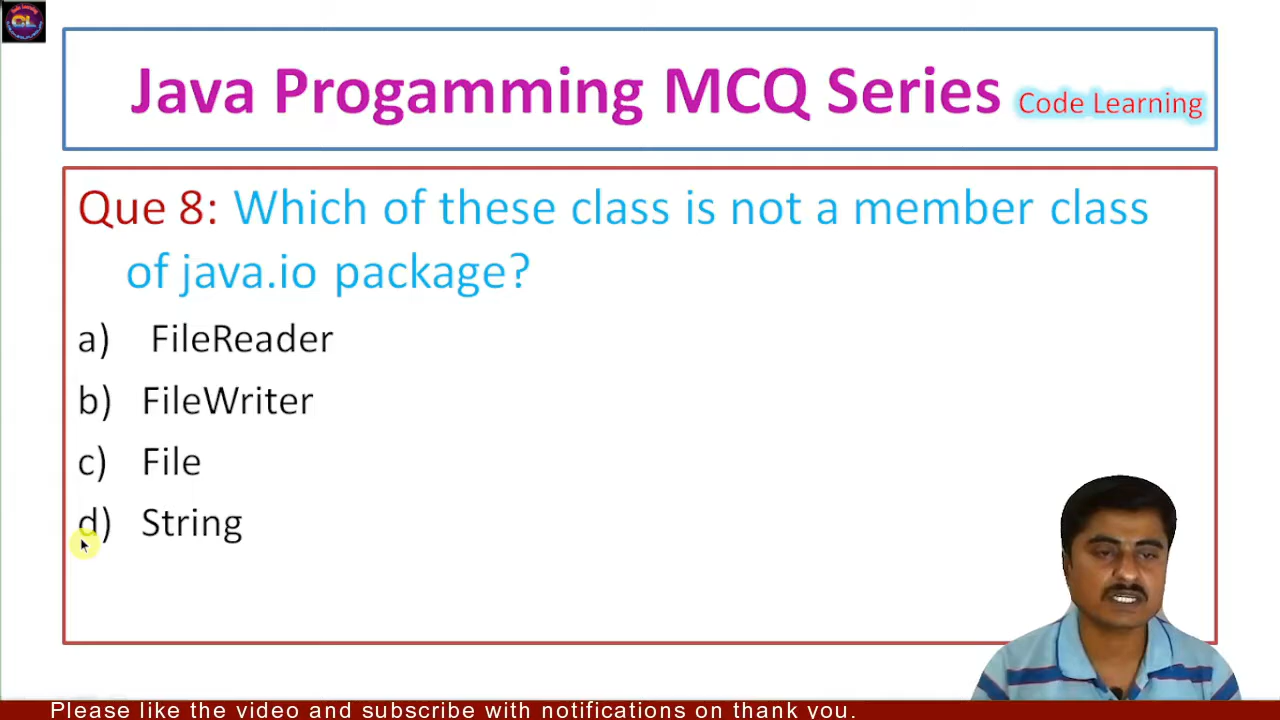 Java Progamming MCQ Series Code Learning
Que 8: Which of these class is not a member class
of java.io package?
a) FileReader
b) FileWriter
c) File
d) String
Please like the video and subscribe with notifications on thank you.